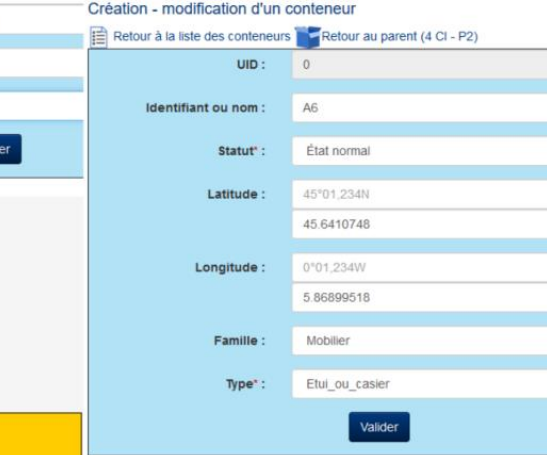 Création - modification d'un conteneur
Retour à la liste des conteneurs Retour au parent (4 CI - P2)
UID : 0
Identifiant ou nom : A6
Statut* : État normal
Latitude : 45°01,234N
45.6410748
Longitude : 0°01,234W
5.86899518
Famille : Mobilier
Type* : Etui_ou_casier
er
Valider